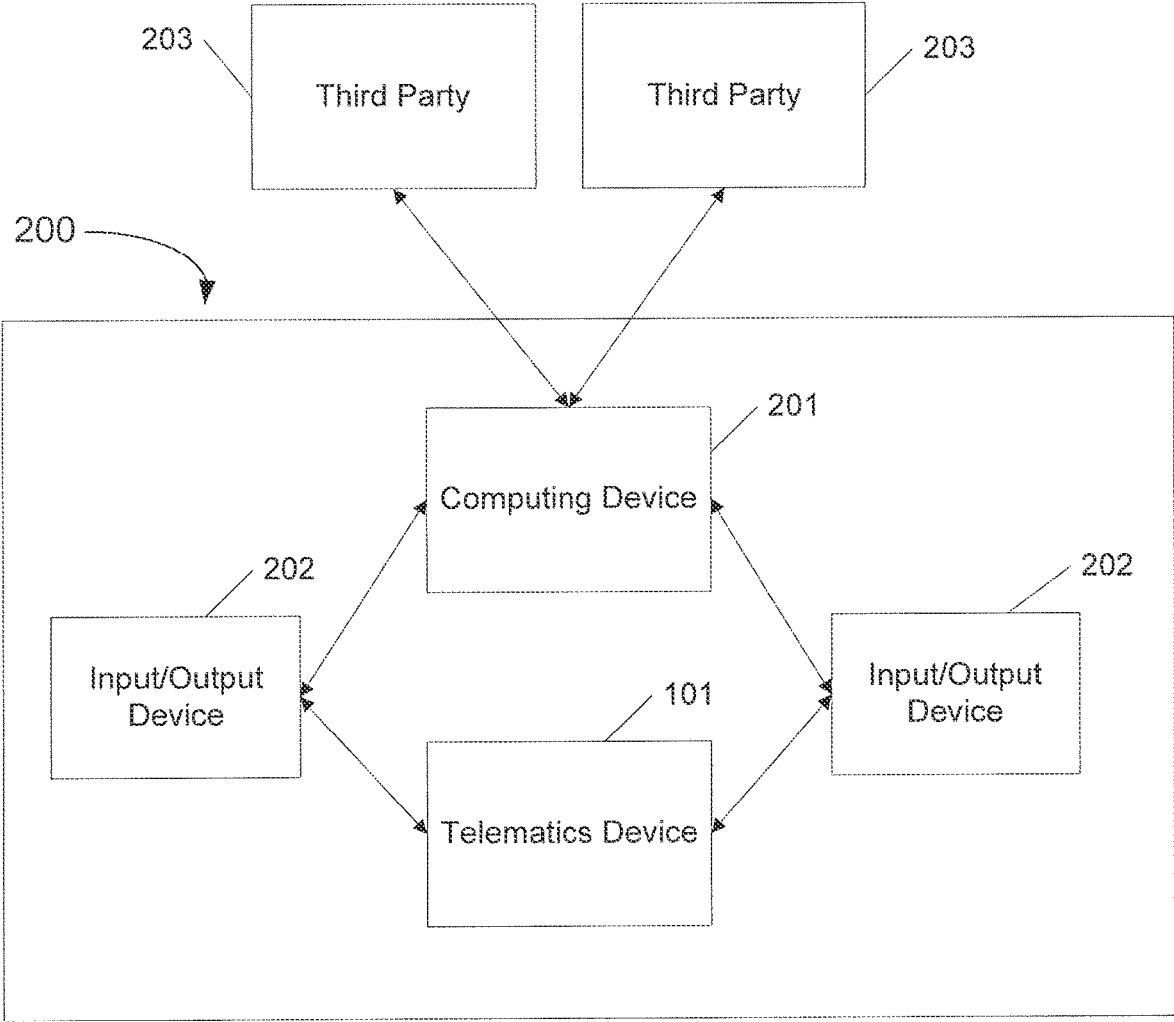 203
Third Party
Third Party
203
200
201
Computing Device
202
Input/Output
Device
202
Input/Output
Device
101
Telematics Device